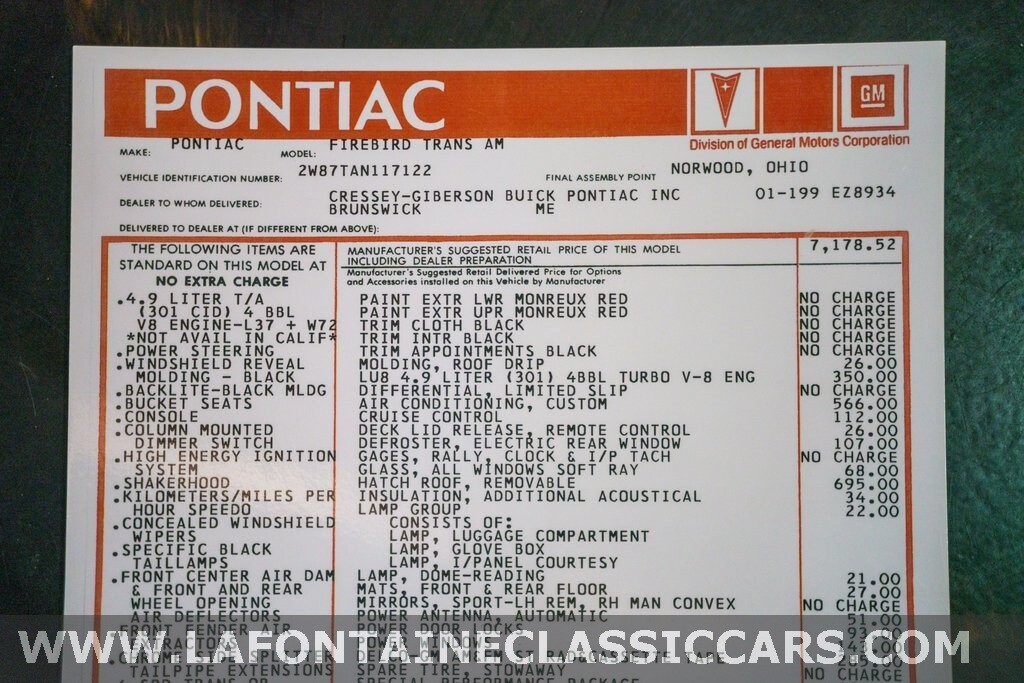 PONTIAC
GM
Division of General Motors Corporation
MAKE: PONTIAC MODEL: FIREBIRD TRANS AM
VEHICLE IDENTIFICATION NUMBER: 2W87TAN117122 FINAL ASSEMBLY POINT NORWOOD, OHIO
DEALER TO WHOM DELIVERED: CRESSEY-GIBERSON BUICK PONTIAC INC 01-199 EZ8934
BRUNSWICK ME
DELIVERED TO DEALER AT (IF DIFFERENT FROM ABOVE):
THE FOLLOWING ITEMS ARE
STANDARD ON THIS MODEL AT
NO EXTRA CHARGE
.4.9 LITER T/A
(301 CID) 4 BBL
V8 ENGINE-L37 + W72
*NOT AVAIL IN CALIF*
.POWER STEERING
.WINDSHIELD REVEAL
MOLDING - BLACK
.BACKLITE-BLACK MLDG
.BUCKET SEATS
.CONSOLE
.COLUMN MOUNTED
DIMMER SWITCH
.HIGH ENERGY IGNITION
SYSTEM
.SHAKERHOOD
.KILOMETERS/MILES PER
HOUR SPEEDO
.CONCEALED WINDSHIELD
WIPERS
.SPECIFIC BLACK
TAILLAMPS
.FRONT CENTER AIR DAM
& FRONT AND REAR
WHEEL OPENING
AIR DEFLECTORS
.FRONT FENDER AIR
TAILPIPE EXTENSIONS
MANUFACTURER'S SUGGESTED RETAIL PRICE OF THIS MODEL 7,178.52
INCLUDING DEALER PREPARATION
Manufacturer's Suggested Retail Delivered Price for Options
and Accessories installed on this Vehicle by Manufacturer
PAINT EXTR LWR MONREUX RED NO CHARGE
PAINT EXTR UPR MONREUX RED NO CHARGE
TRIM CLOTH BLACK NO CHARGE
TRIM INTR BLACK NO CHARGE
TRIM APPOINTMENTS BLACK NO CHARGE
MOLDING, ROOF DRIP 26.00
LU8 4.9 LITER (301) 4BBL TURBO V-8 ENG 350.00
DIFFERENTIAL, LIMITED SLIP NO CHARGE
AIR CONDITIONING, CUSTOM 566.00
CRUISE CONTROL 112.00
DECK LID RELEASE, REMOTE CONTROL 26.00
DEFROSTER, ELECTRIC REAR WINDOW 107.00
GAGES, RALLY, CLOCK & I/P TACH NO CHARGE
GLASS, ALL WINDOWS SOFT RAY 68.00
HATCH ROOF, REMOVABLE 695.00
INSULATION, ADDITIONAL ACOUSTICAL 34.00
LAMP GROUP 22.00
CONSISTS OF:
LAMP, LUGGAGE COMPARTMENT
LAMP, GLOVE BOX
LAMP, I/PANEL COURTESY
LAMP, DOME-READING 21.00
MATS, FRONT & REAR FLOOR 27.00
MIRRORS, SPORT-LH REM, RH MAN CONVEX NO CHARGE
POWER ANTENNA, AUTOMATIC 51.00
POWER DOOR LOCKS
SPARE TIRE, STOWAWAY NO CHARGE
SPECIAL PERFORMANCE PACKAGE
WWW.LAFONTAINECLASSICCARS.COM